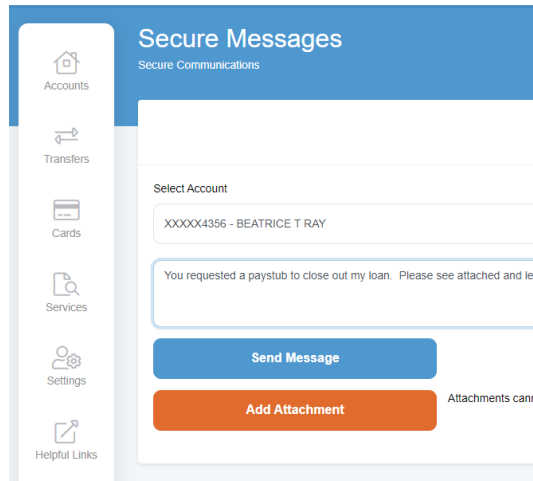 Secure Messages
Secure Communications
Accounts
Transfers
Cards
Services
Settings
Helpful Links
Select Account
XXXXX4356 - BEATRICE T RAY
You requested a paystub to close out my loan.  Please see attached and le
Send Message
Add Attachment
Attachments cann